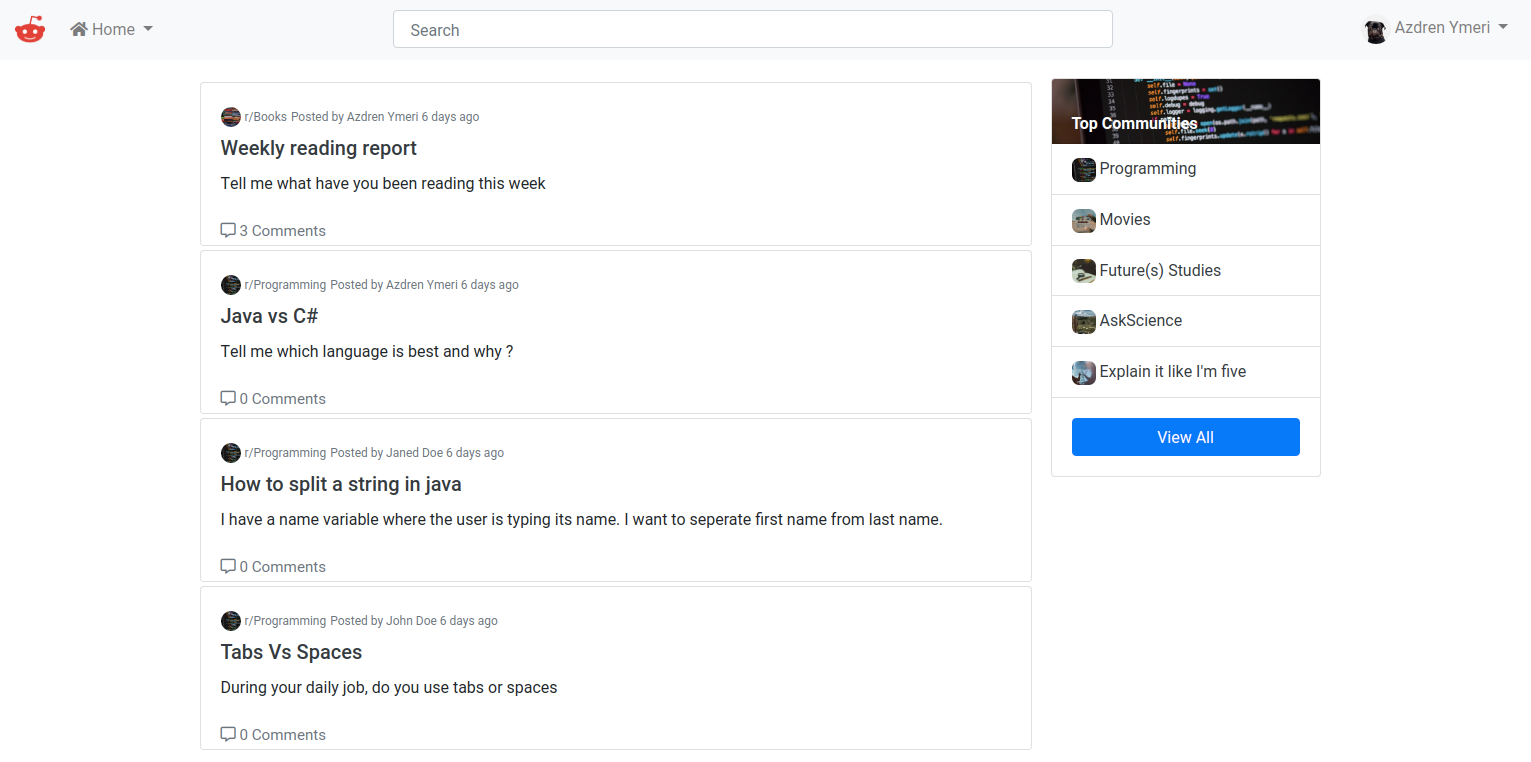 Home
Search
Azdren Ymeri
r/Books Posted by Azdren Ymeri 6 days ago
Weekly reading report
Tell me what have you been reading this week
3 Comments
r/Programming Posted by Azdren Ymeri 6 days ago
Java vs C#
Tell me which language is best and why ?
0 Comments
r/Programming Posted by Janed Doe 6 days ago
How to split a string in java
I have a name variable where the user is typing its name. I want to seperate first name from last name.
0 Comments
r/Programming Posted by John Doe 6 days ago
Tabs Vs Spaces
During your daily job, do you use tabs or spaces
0 Comments
Top Communities
Programming
Movies
Future(s) Studies
AskScience
Explain it like I'm five
View All